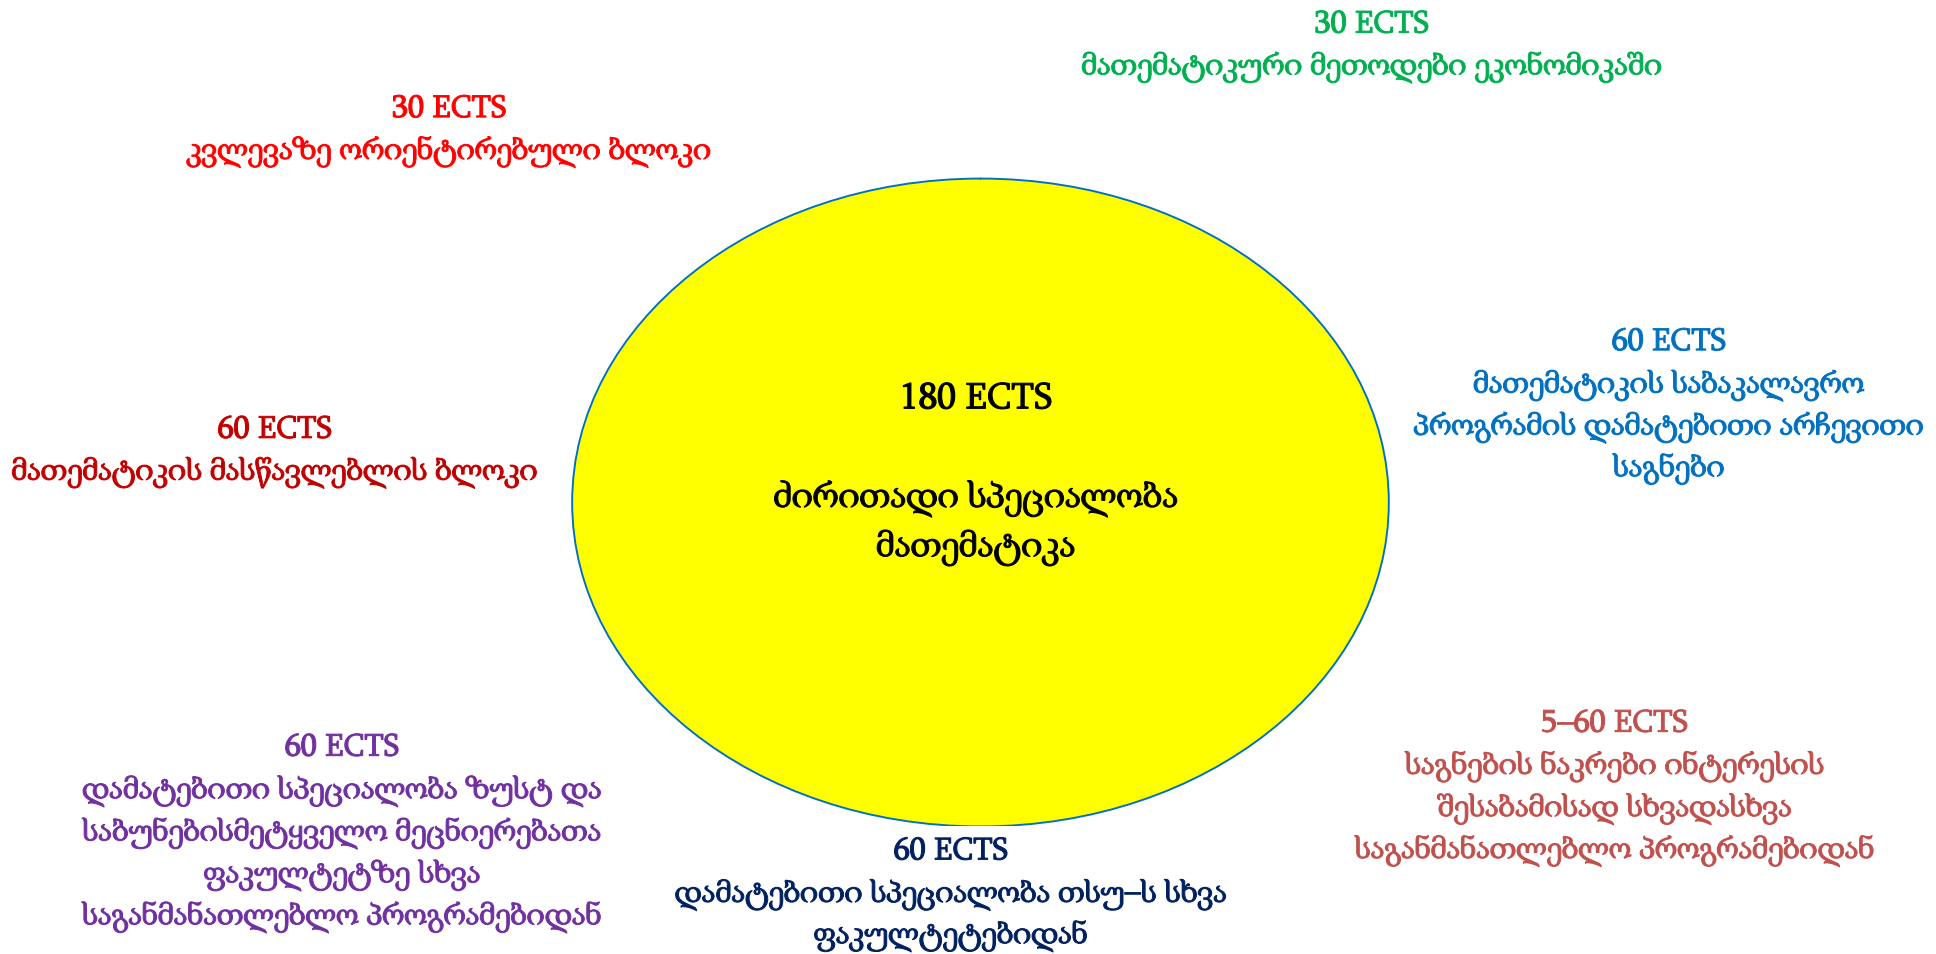 30 ECTS
მათემატიკური მეთოდები ეკონომიკაში
30 ECTS
კვლევაზე ორიენტირებული ბლოკი
60 ECTS
მათემატიკის საბაკალავრო
პროგრამის დამატებითი არჩევითი
საგნები
180 ECTS
ძირითადი სპეციალობა
მათემატიკა
60 ECTS
მათემატიკის მასწავლებლის ბლოკი
5–60 ECTS
საგნების ნაკრები ინტერესის
შესაბამისად სხვადასხვა
საგანმანათლებლო პროგრამებიდან
60 ECTS
დამატებითი სპეციალობა ზუსტ და
საბუნებისმეტყველო მეცნიერებათა
ფაკულტეტზე სხვა
საგანმანათლებლო პროგრამებიდან
60 ECTS
დამატებითი სპეციალობა თსუ–ს სხვა
ფაკულტეტებიდან